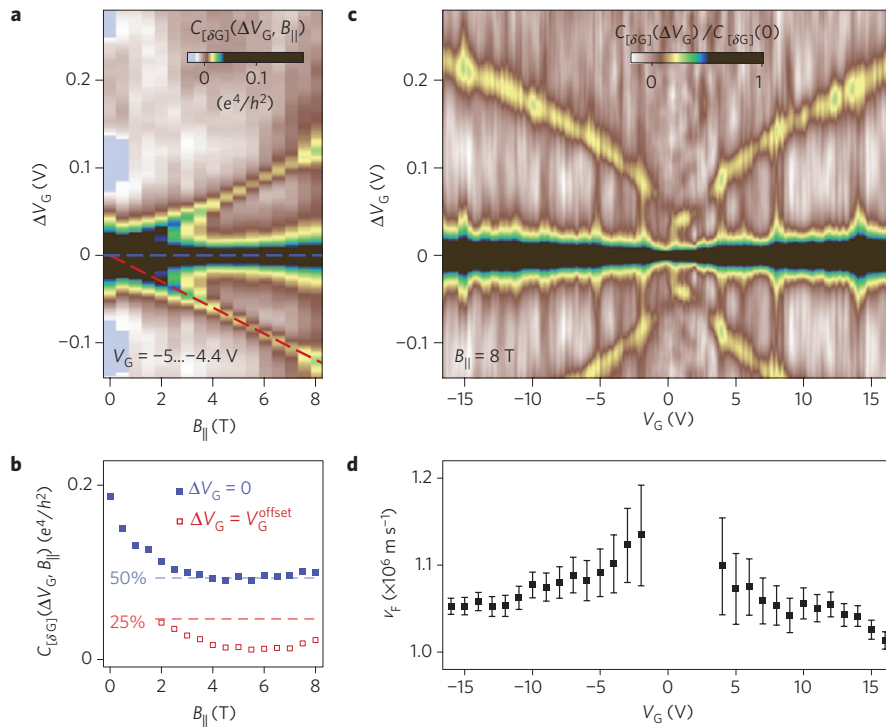 a
C[δG](ΔVG, B||)
0 0.1
(e⁴/h²)
0.2
0.1
0
−0.1
ΔVG (V)
VG = −5...−4.4 V
0 2 4 6 8
B|| (T)
c
C[δG](ΔVG)/C[δG](0)
0 1
0.2
0.1
0
−0.1
ΔVG (V)
B|| = 8 T
−15 −10 −5 0 5 10 15
VG (V)
b
0.2
0
C[δG](ΔVG, B||) (e⁴/h²)
ΔVG = 0
ΔVG = VG^offset
50%
25%
0 2 4 6 8
B|| (T)
d
1.2
1.1
1.0
νF (×10⁶ m s⁻¹)
−15 −10 −5 0 5 10 15
VG (V)